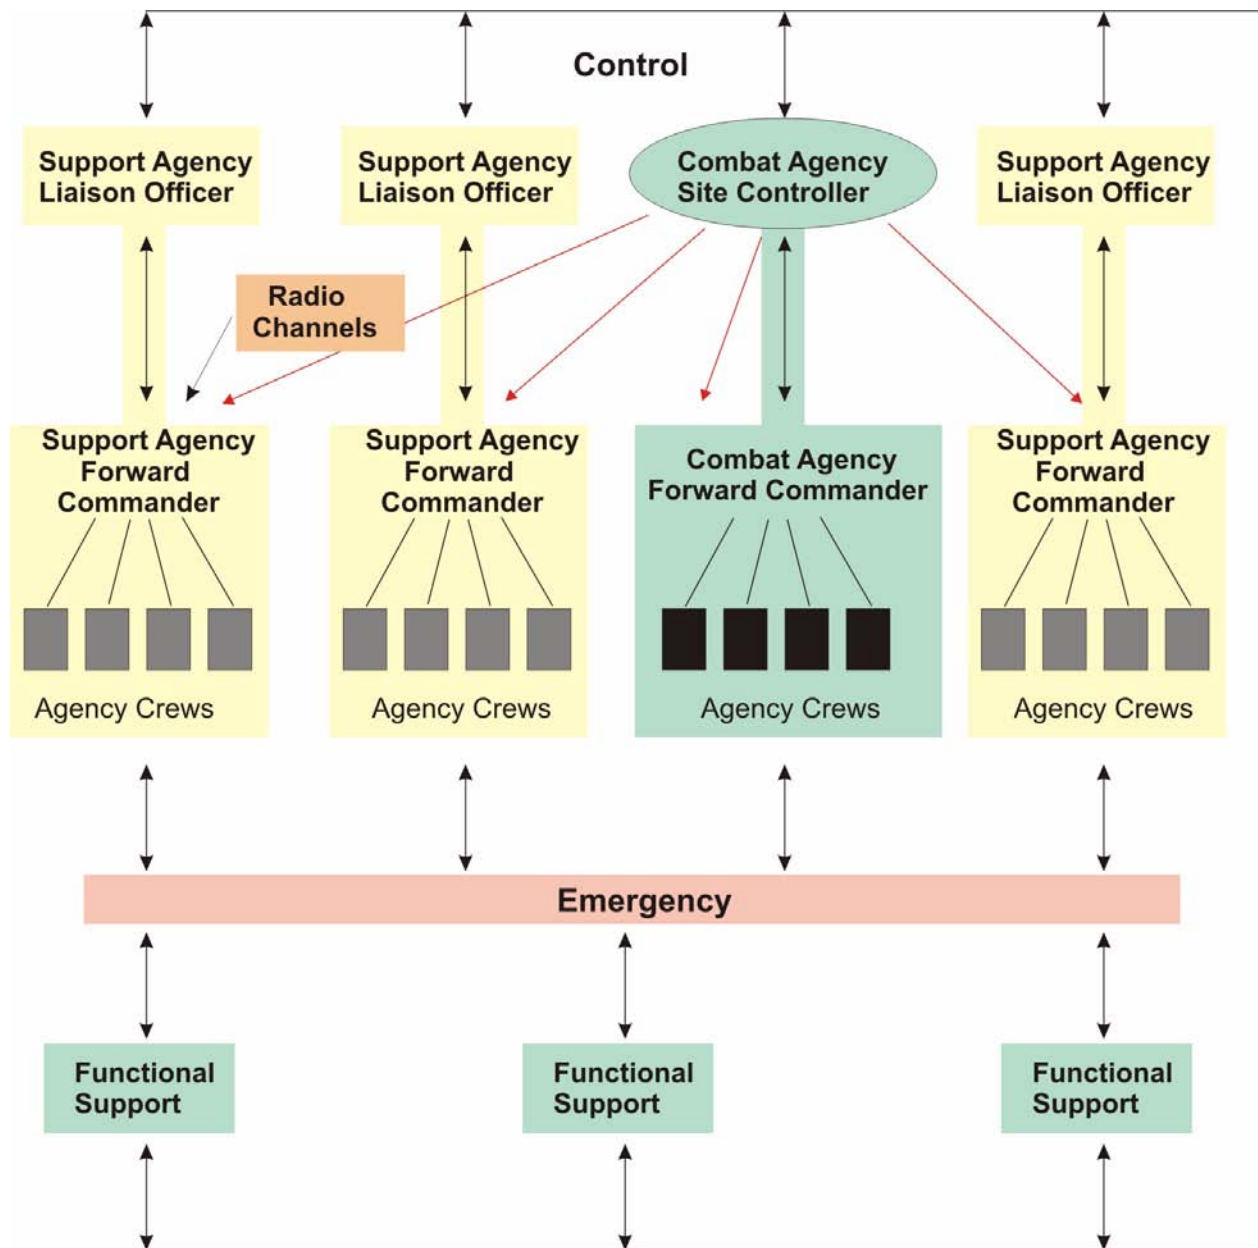 Control
Support Agency
Liaison Officer
Support Agency
Liaison Officer
Combat Agency
Site Controller
Support Agency
Liaison Officer
Radio
Channels
Support Agency
Forward
Commander
Support Agency
Forward
Commander
Combat Agency
Forward Commander
Support Agency
Forward
Commander
Agency Crews
Agency Crews
Agency Crews
Agency Crews
Emergency
Functional
Support
Functional
Support
Functional
Support